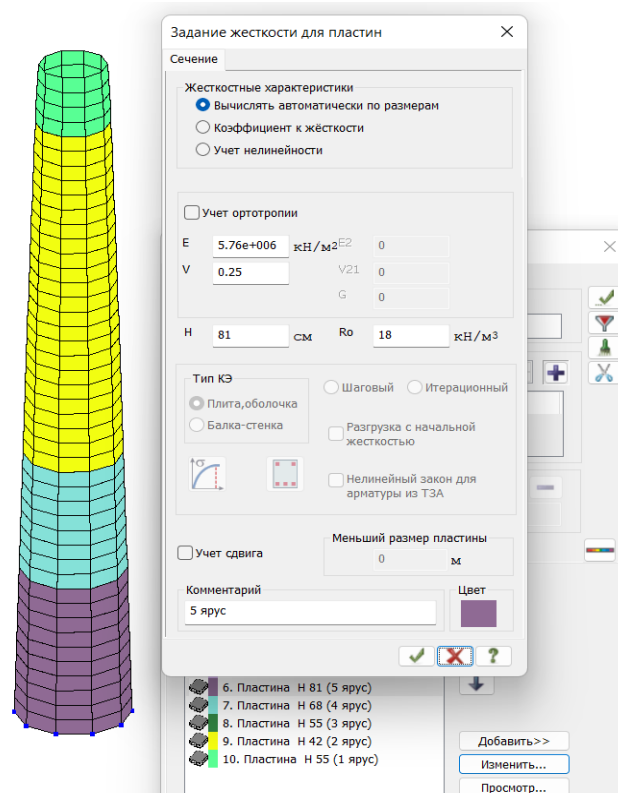 Задание жесткости для пластин
Сечение
Жесткостные характеристики
Вычислять автоматически по размерам
Коэффициент к жёсткости
Учет нелинейности
Учет ортотропии
E 5.76e+006 кН/м2 E2 0
V 0.25 V21 0
G 0
H 81 см Ro 18 кН/м3
Тип КЭ
Плита,оболочка
Балка-стенка
Шаговый Итерационный
Разгрузка с начальной
жесткостью
σ
Нелинейный закон для
арматуры из ТЗА
Учет сдвига
Меньший размер пластины
0 м
Комментарий
5 ярус
Цвет
?
6. Пластина H 81 (5 ярус)
7. Пластина H 68 (4 ярус)
8. Пластина H 55 (3 ярус)
9. Пластина H 42 (2 ярус)
10. Пластина H 55 (1 ярус)
Добавить>>
Изменить...
Просмотр...